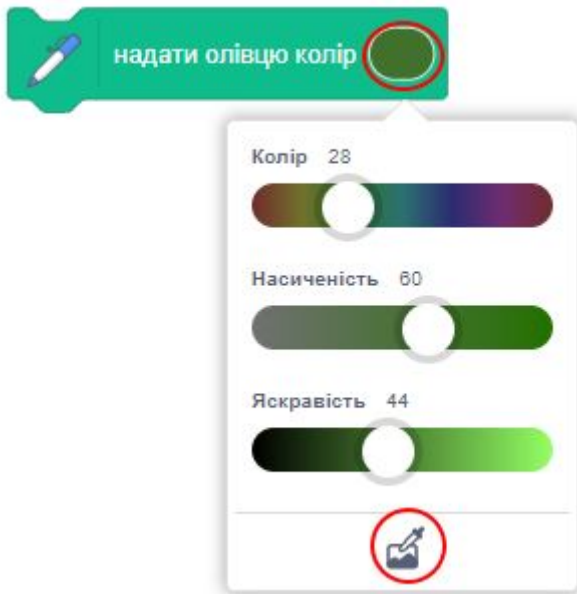 надати олівцю колір
Колір 28
Насиченість 60
Яскравість 44